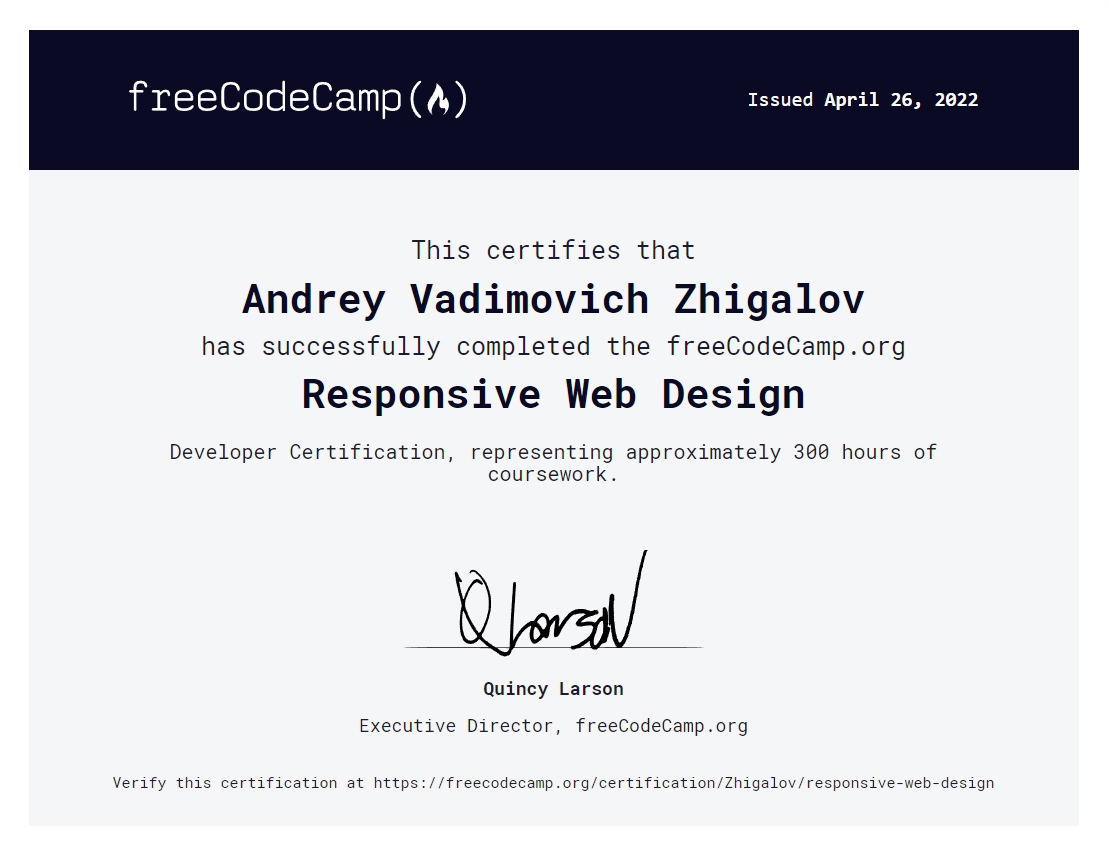 freeCodeCamp
Issued April 26, 2022
This certifies that
Andrey Vadimovich Zhigalov
has successfully completed the freeCodeCamp.org
Responsive Web Design
Developer Certification, representing approximately 300 hours of
coursework.
Q Larson
Quincy Larson
Executive Director, freeCodeCamp.org
Verify this certification at https://freecodecamp.org/certification/Zhigalov/responsive-web-design